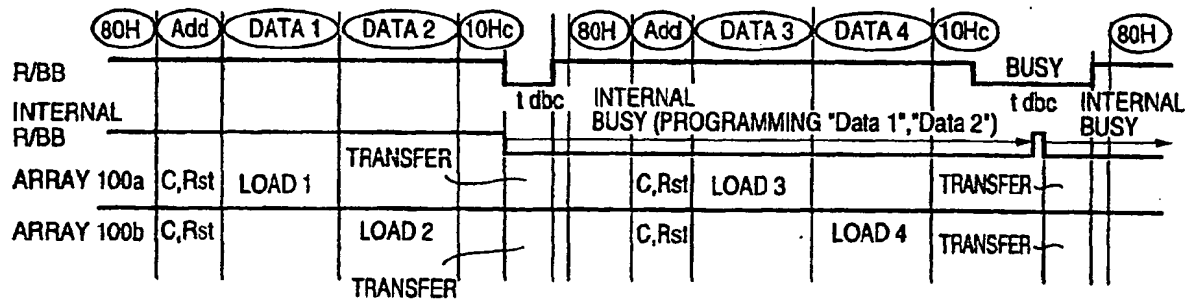 80H Add DATA 1 DATA 2 10Hc 80H Add DATA 3 DATA 4 10Hc 80H
R/BB BUSY
t dbc INTERNAL t dbc INTERNAL
INTERNAL BUSY (PROGRAMMING "Data 1","Data 2") BUSY
R/BB
TRANSFER
ARRAY 100a C,Rst LOAD 1 C,Rst LOAD 3 TRANSFER
ARRAY 100b C,Rst LOAD 2 C,Rst LOAD 4 TRANSFER
TRANSFER